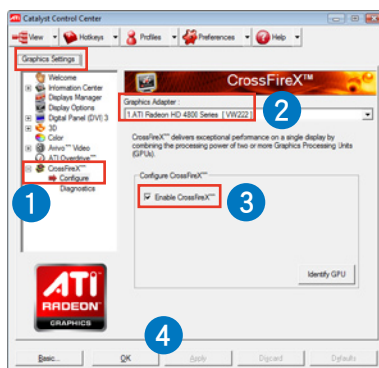 Catalyst Control Center
View Hotkeys Profiles Preferences Help
Graphics Settings
Welcome
Information Center
Displays Manager
Display Options
Digital Panel (DVI) 3
3D
Color
Avivo™ Video
ATI Overdrive™
CrossFireX™
Configure
Diagnostics
1
CrossFireX™
Graphics Adapter :
1.ATI Radeon HD 4800 Series [ VW222 ]
2
CrossFireX™ delivers exceptional performance on a single display by
combining the processing power of two or more Graphics Processing Units
(GPUs).
Configure CrossFireX™
Enable CrossFireX™
3
Identify GPU
ATI
RADEON
GRAPHICS
4
Basic... OK Apply Discard Defaults